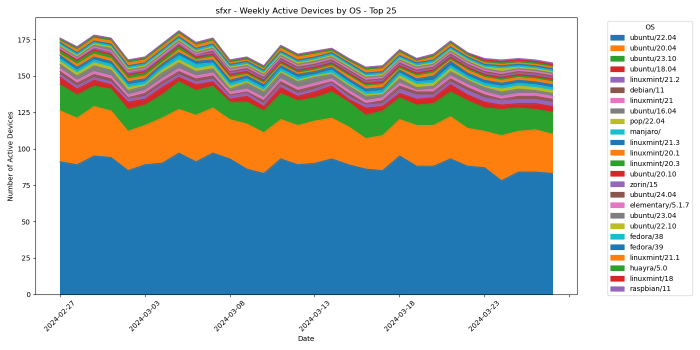 sfxr - Weekly Active Devices by OS - Top 25
Number of Active Devices
175
150
125
100
75
50
25
0
2024-02-27
2024-03-03
2024-03-08
2024-03-13
2024-03-18
2024-03-23
Date
OS
ubuntu/22.04
ubuntu/20.04
ubuntu/23.10
ubuntu/18.04
linuxmint/21.2
debian/11
linuxmint/21
ubuntu/16.04
pop/22.04
manjaro/
linuxmint/21.3
linuxmint/20.1
linuxmint/20.3
ubuntu/20.10
zorin/15
ubuntu/24.04
elementary/5.1.7
ubuntu/23.04
ubuntu/22.10
fedora/38
fedora/39
linuxmint/21.1
huayra/5.0
linuxmint/18
raspbian/11